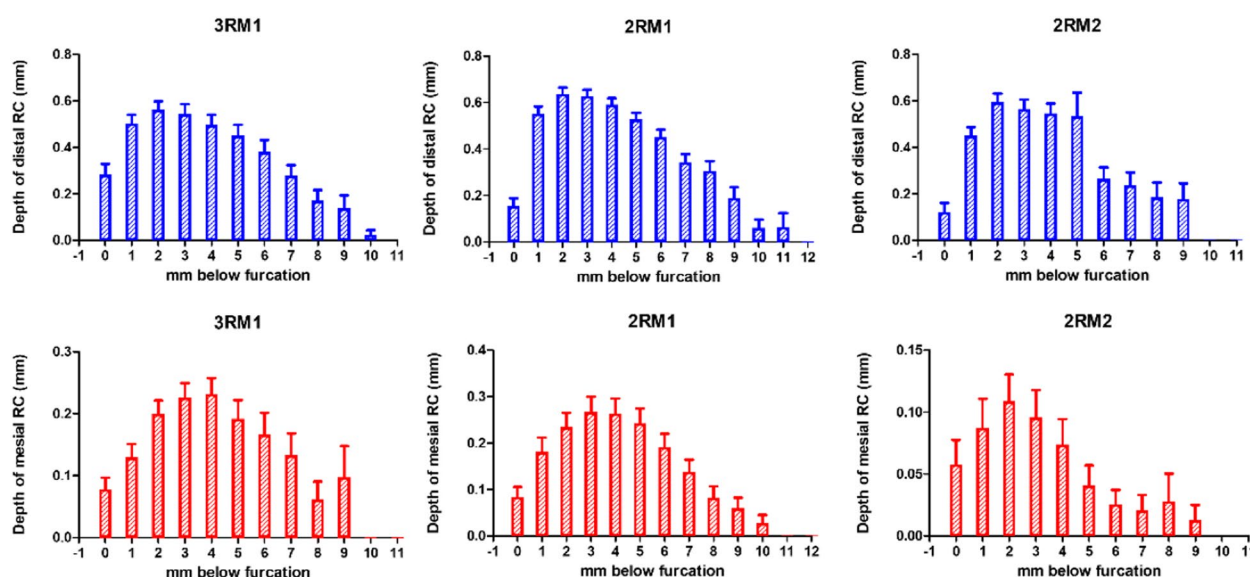 3RM1
Depth of distal RC (mm)
0.8
0.6
0.4
0.2
0.0
-1 0 1 2 3 4 5 6 7 8 9 10 11
mm below furcation
2RM1
Depth of distal RC (mm)
0.8
0.6
0.4
0.2
0.0
-1 0 1 2 3 4 5 6 7 8 9 10 11 12
mm below furcation
2RM2
Depth of distal RC (mm)
0.8
0.6
0.4
0.2
0.0
-1 0 1 2 3 4 5 6 7 8 9 10 11
mm below furcation
3RM1
Depth of mesial RC (mm)
0.3
0.2
0.1
0.0
-1 0 1 2 3 4 5 6 7 8 9 10 11
mm below furcation
2RM1
Depth of mesial RC (mm)
0.4
0.3
0.2
0.1
0.0
-1 0 1 2 3 4 5 6 7 8 9 10 11 12
mm below furcation
2RM2
Depth of mesial RC (mm)
0.15
0.10
0.05
0.00
-1 0 1 2 3 4 5 6 7 8 9 10 11
mm below furcation